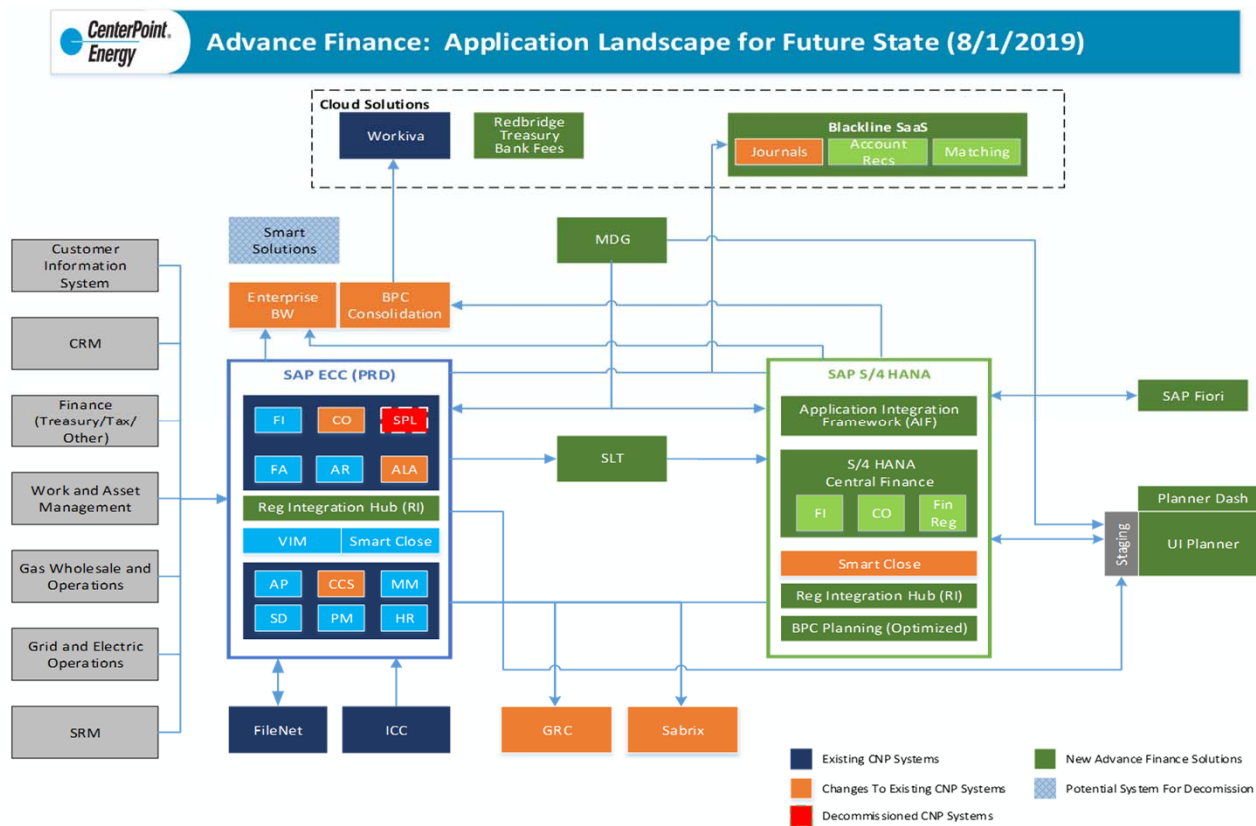 CenterPoint®
Energy
Advance Finance: Application Landscape for Future State (8/1/2019)
Cloud Solutions
Workiva
Redbridge
Treasury
Bank Fees
Blackline SaaS
Journals
Account
Recs
Matching
Smart
Solutions
MDG
Customer
Information
System
Enterprise
BW
BPC
Consolidation
CRM
SAP ECC (PRD)
SAP S/4 HANA
FI
CO
SPL
Application Integration
Framework (AIF)
SAP Fiori
Finance
(Treasury/Tax/
Other)
FA
AR
ALA
SLT
S/4 HANA
Central Finance
FI
CO
Fin
Reg
Work and Asset
Management
Reg Integration Hub (RI)
Planner Dash
Staging
UI Planner
VIM
Smart Close
Smart Close
Gas Wholesale and
Operations
AP
CCS
MM
Reg Integration Hub (RI)
SD
PM
HR
BPC Planning (Optimized)
Grid and Electric
Operations
SRM
FileNet
ICC
GRC
Sabrix
Existing CNP Systems
New Advance Finance Solutions
Changes To Existing CNP Systems
Potential System For Decomission
Decommissioned CNP Systems